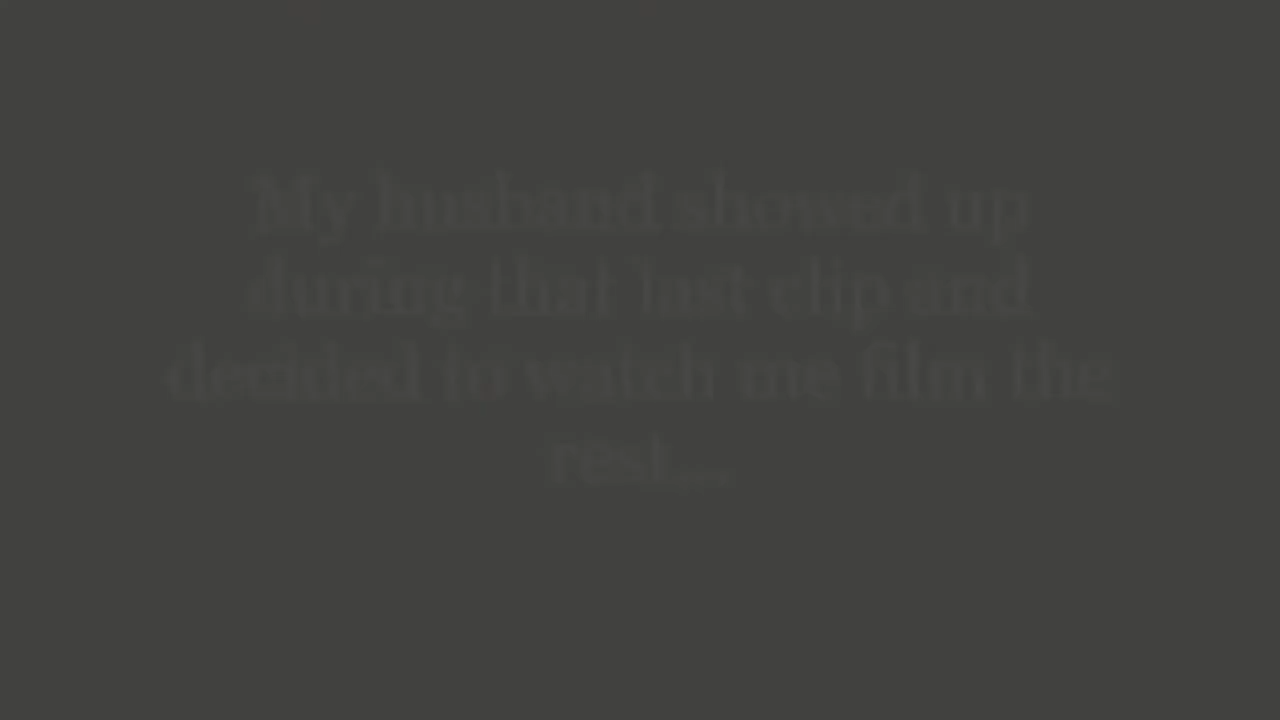 My husband showed up
during that last clip and
decided to watch me film the
rest....